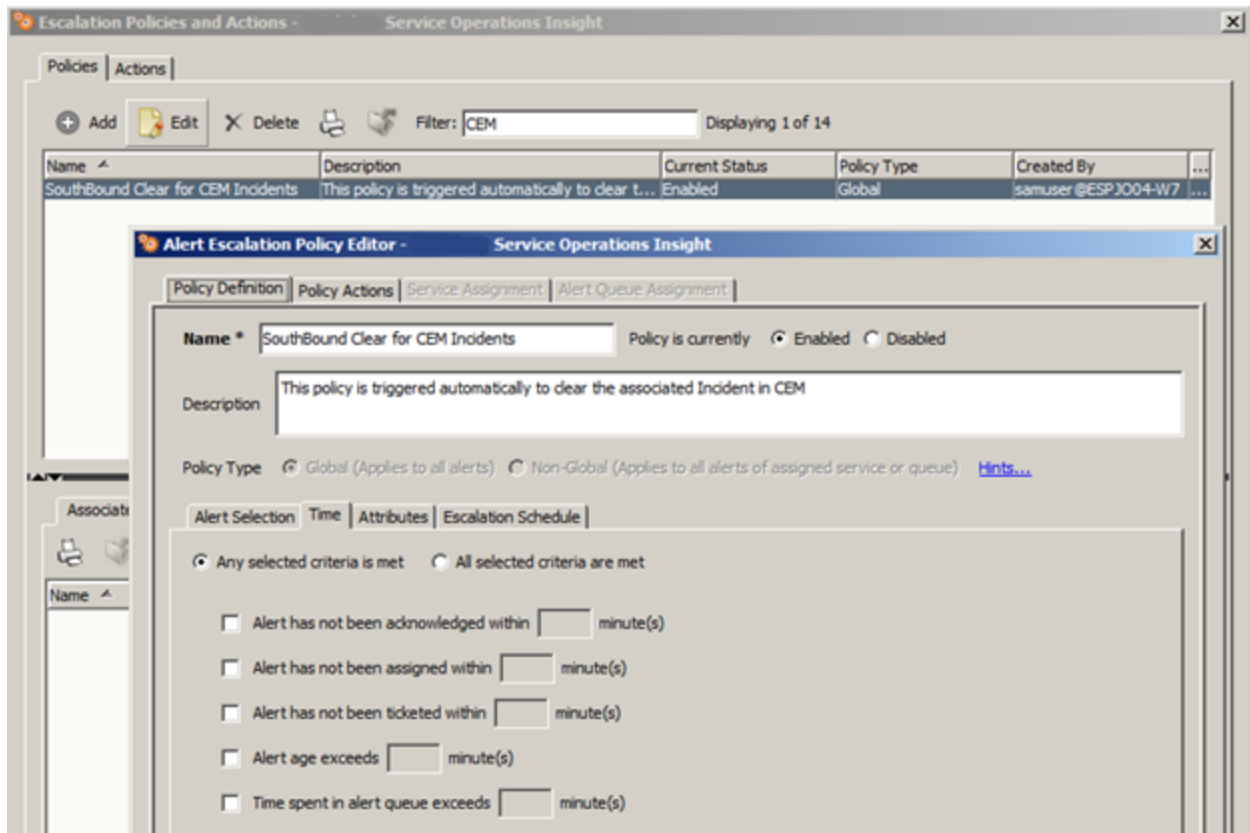 Escalation Policies and Actions - Service Operations Insight
Policies Actions
Add Edit Delete Filter: CEM Displaying 1 of 14
Name Description Current Status Policy Type Created By ...
SouthBound Clear for CEM Incidents This policy is triggered automatically to clear t... Enabled Global samuser@ESPJO04-W7 ...
Alert Escalation Policy Editor - Service Operations Insight
Policy Definition Policy Actions Service Assignment Alert Queue Assignment
Name * SouthBound Clear for CEM Incidents Policy is currently Enabled Disabled
This policy is triggered automatically to clear the associated Incident in CEM
Description
Policy Type Global (Applies to all alerts) Non-Global (Applies to all alerts of assigned service or queue) Hints...
Associate
Alert Selection Time Attributes Escalation Schedule
Any selected criteria is met All selected criteria are met
Name
Alert has not been acknowledged within minute(s)
Alert has not been assigned within minute(s)
Alert has not been ticketed within minute(s)
Alert age exceeds minute(s)
Time spent in alert queue exceeds minute(s)